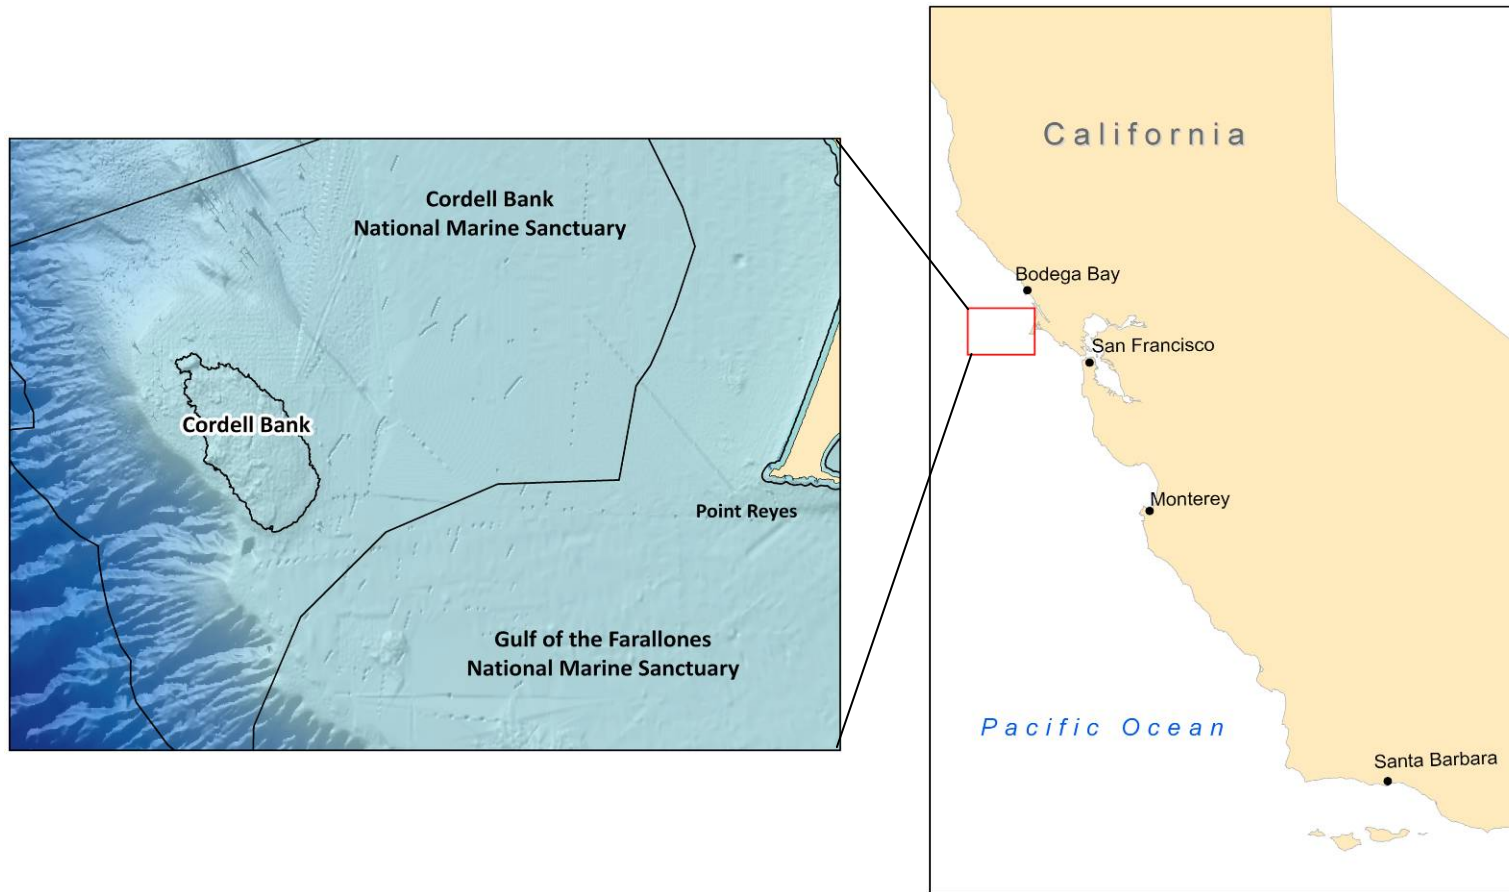 Cordell Bank
National Marine Sanctuary
Cordell Bank
Point Reyes
Gulf of the Farallones
National Marine Sanctuary
California
Bodega Bay
San Francisco
Monterey
Pacific Ocean
Santa Barbara